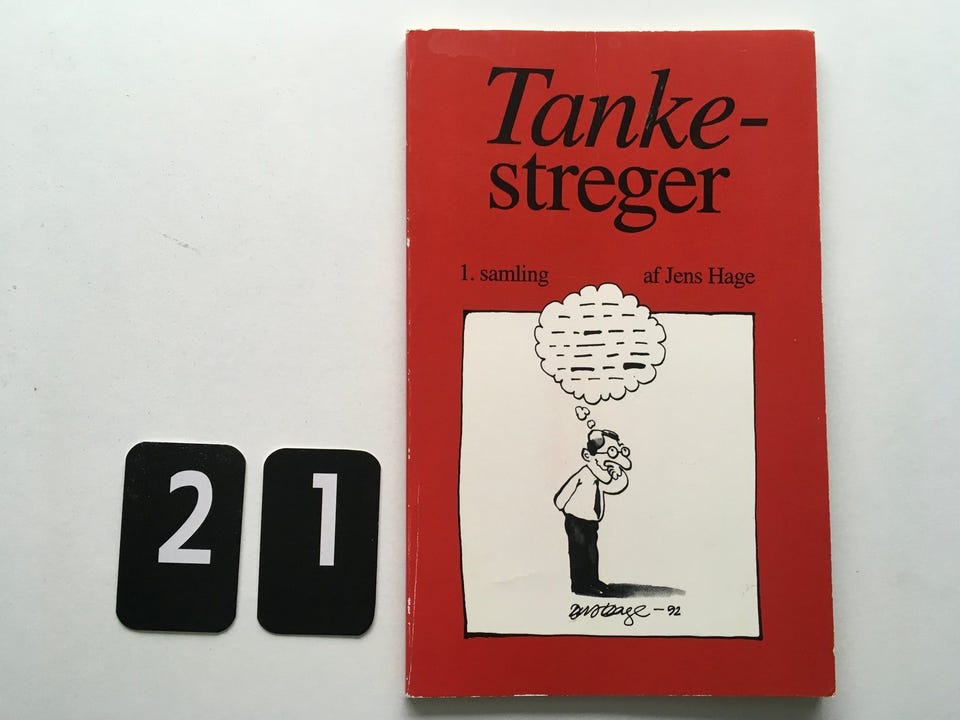 Tanke-
streger
1. samling af Jens Hage
Jens Hage -92
21